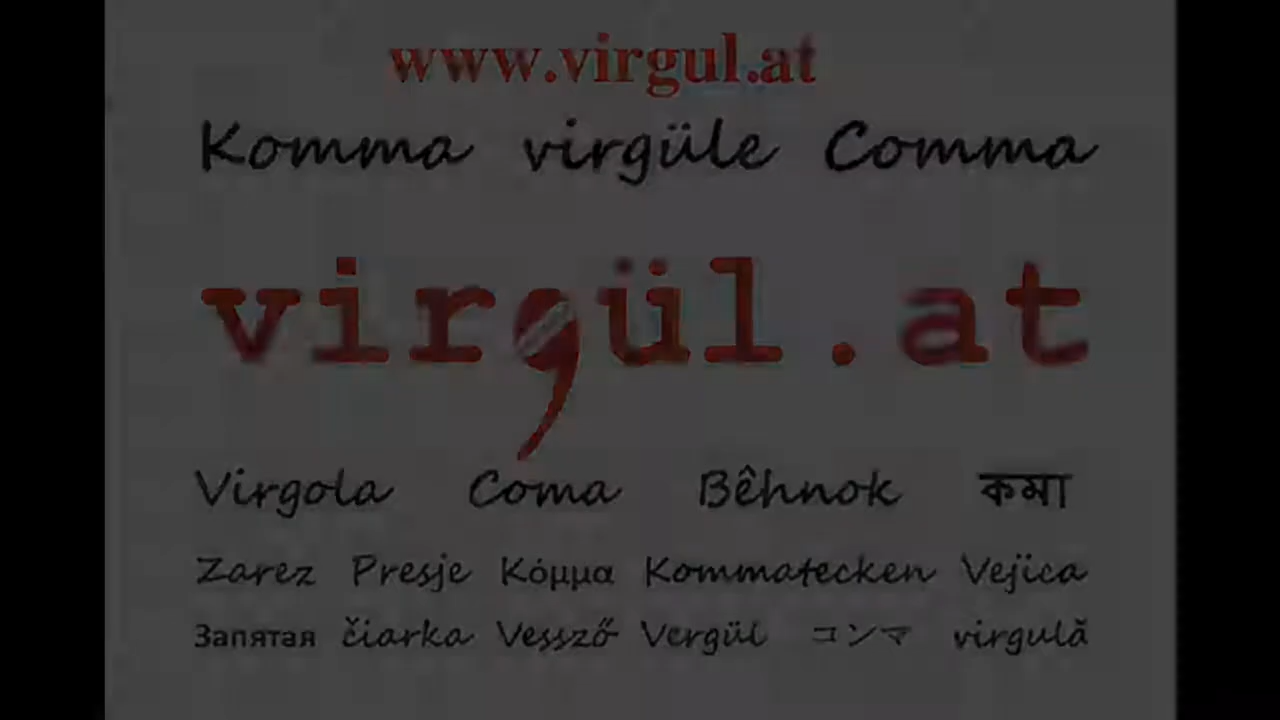 www.virgul.at
Komma virgüle Comma
virgül.at
Virgola Coma Bêhnok কমা
Zarez Presje Κόμμα Kommatecken Vejica
Запятая čiarka Vessző Vergül コンマ virgulă